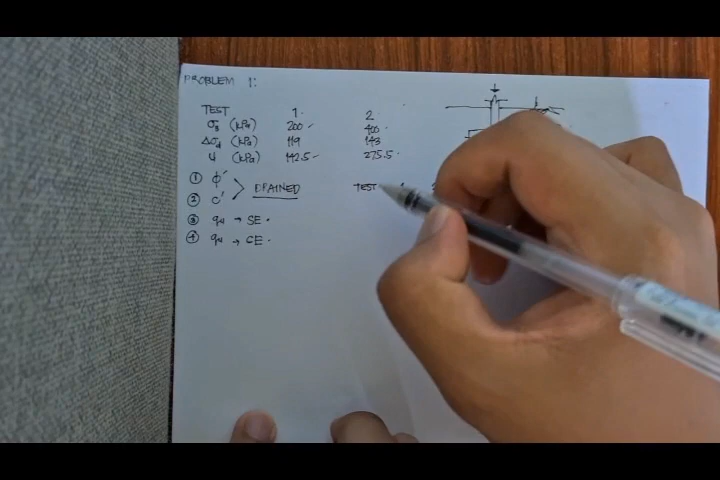 PROBLEM 1:
TEST 1. 2
σ3 (kPa) 200 400
Δσd (kPa) 119 143
u (kPa) 142.5 275.5
① φ'
② c' > DRAINED TEST
③ qu → SE
④ qu → CE